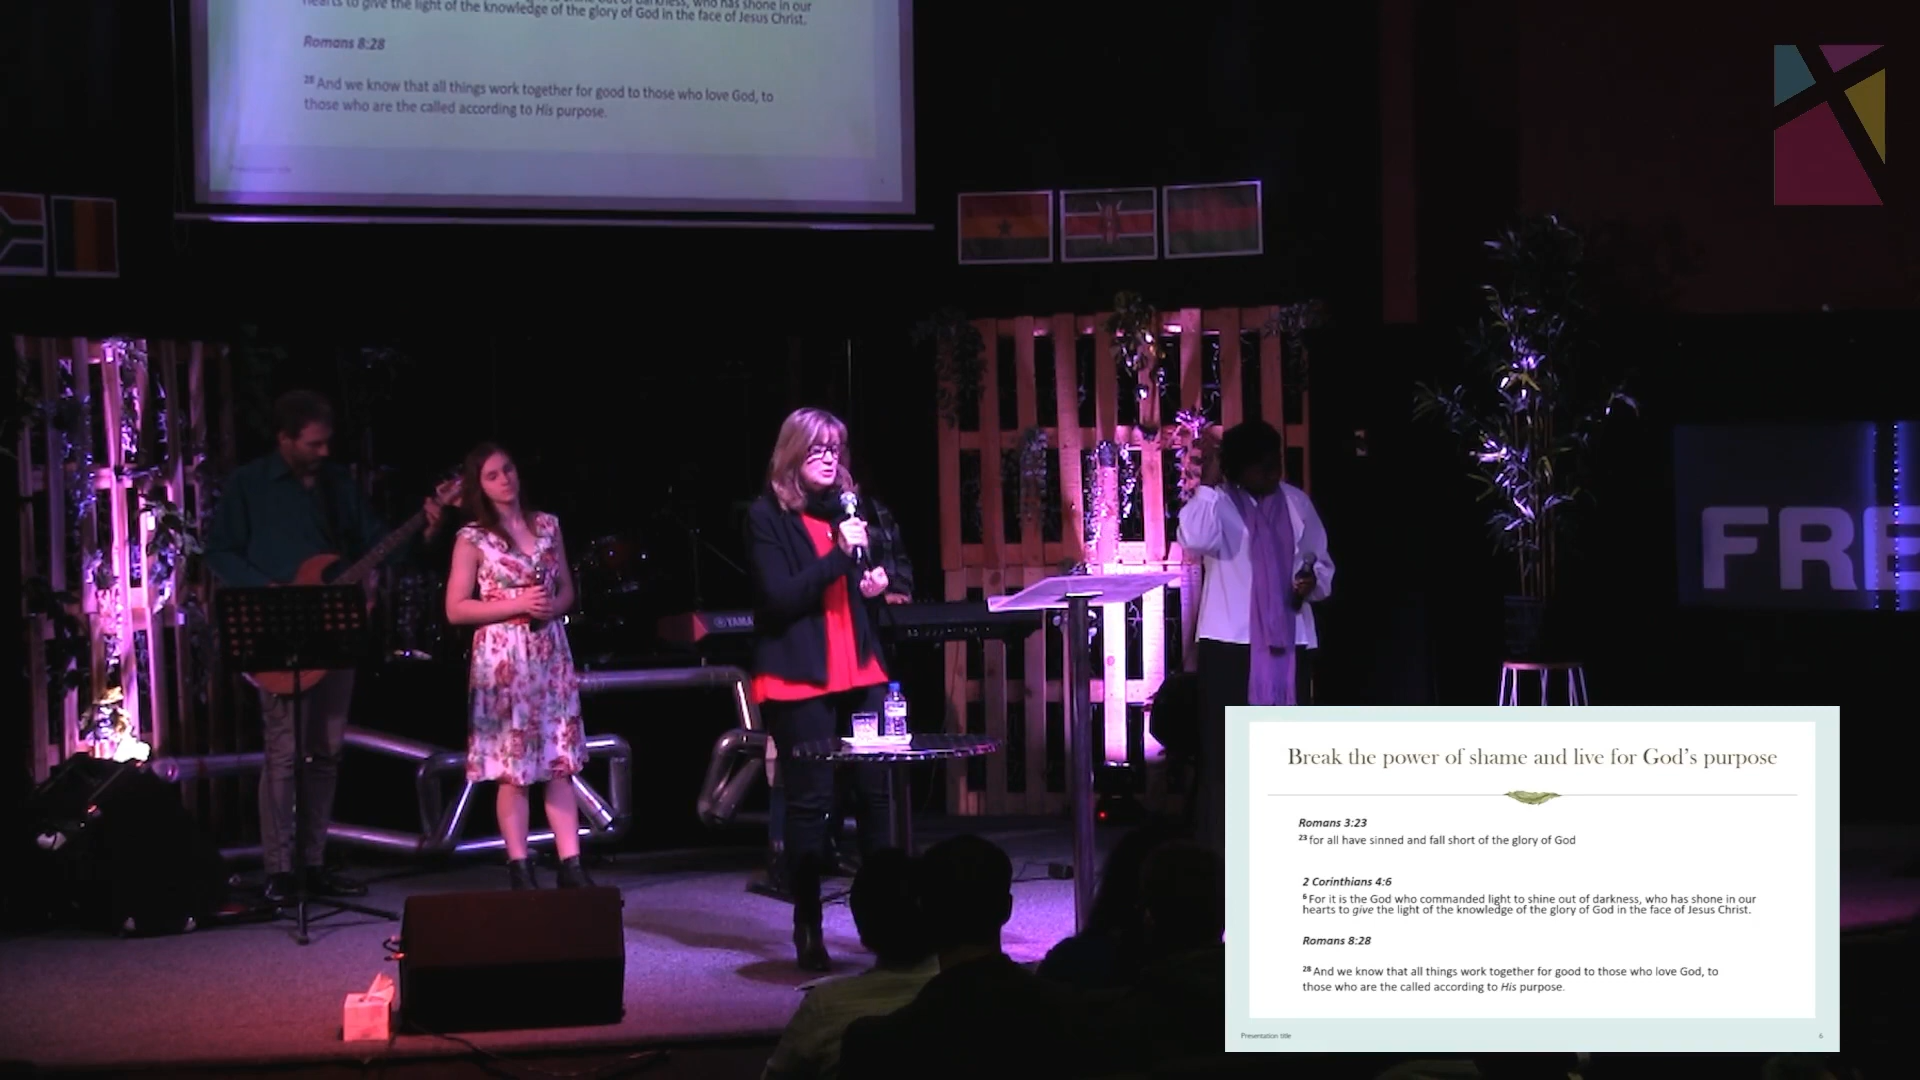 hearts to give the light of the knowledge of the glory of God in the face of Jesus Christ.
Romans 8:28
28 And we know that all things work together for good to those who love God, to
those who are the called according to His purpose.
YAMA
FRE
Break the power of shame and live for God's purpose
Romans 3:23
23 for all have sinned and fall short of the glory of God
2 Corinthians 4:6
6 For it is the God who commanded light to shine out of darkness, who has shone in our
hearts to give the light of the knowledge of the glory of God in the face of Jesus Christ.
Romans 8:28
28 And we know that all things work together for good to those who love God, to
those who are the called according to His purpose.
Presentation title
6